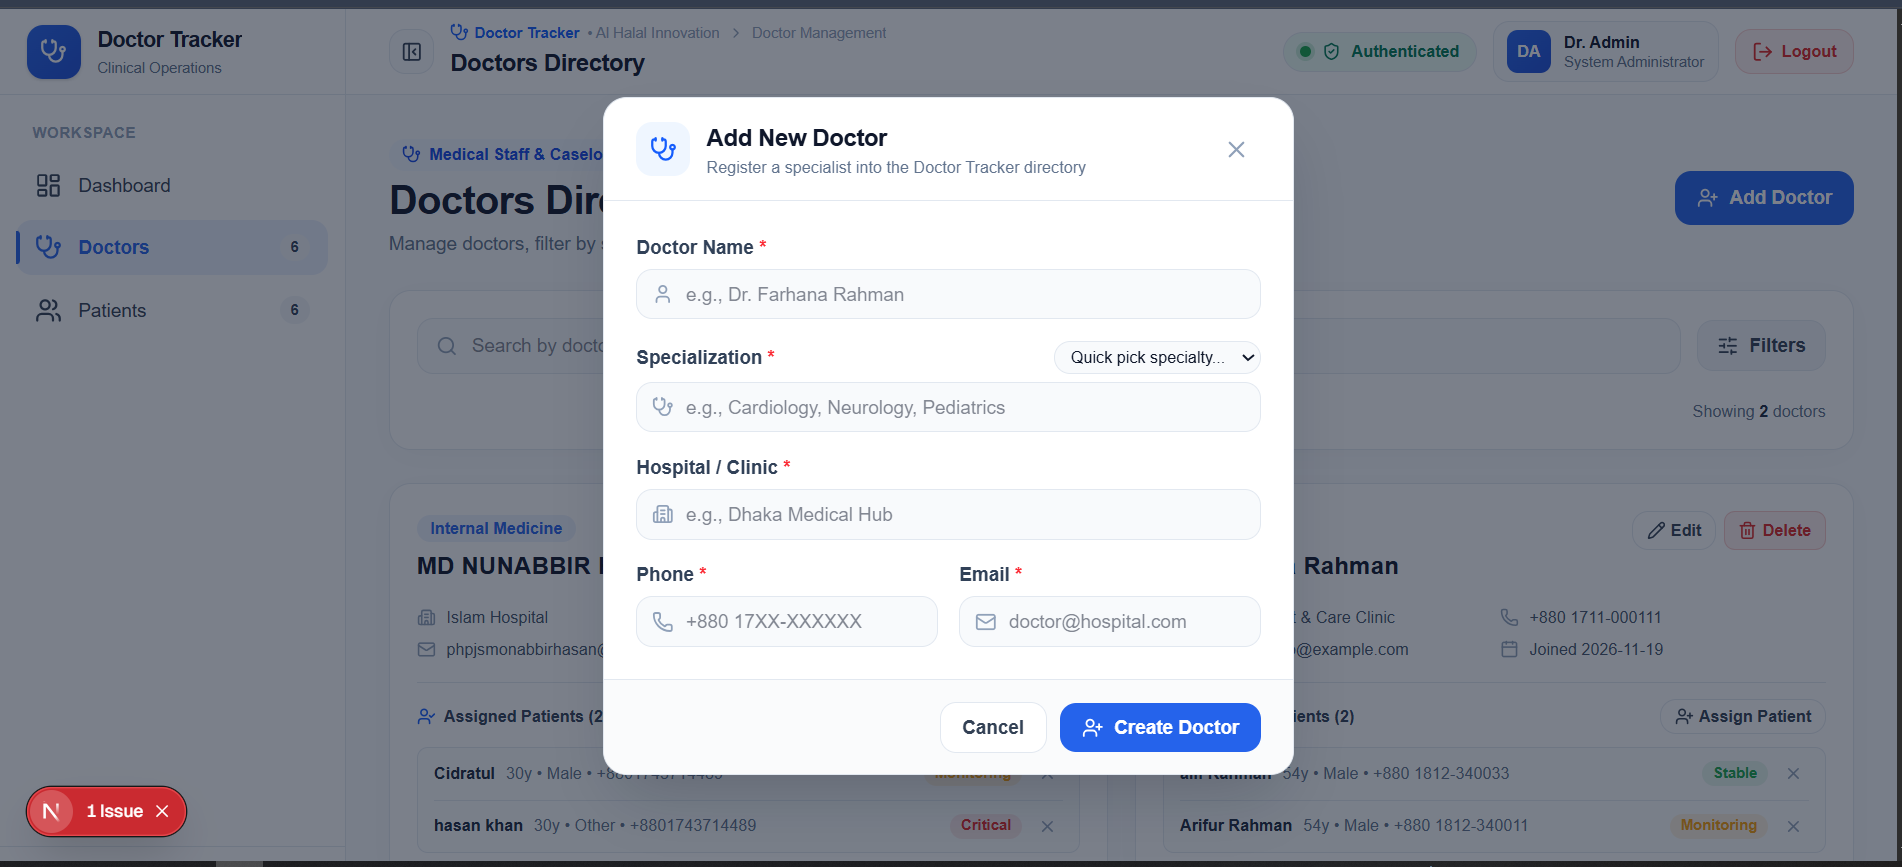 Doctor Tracker
Clinical Operations
Doctor Tracker • Al Halal Innovation > Doctor Management
Doctors Directory
Authenticated
DA
Dr. Admin
System Administrator
Logout
WORKSPACE
Dashboard
Doctors 6
Patients 6
Medical Staff & Caselo
Doctors Dir
Manage doctors, filter by
Add Doctor
Search by docto
Filters
Showing 2 doctors
Internal Medicine
MD NUNABBIR
Islam Hospital
phpjsmonabbirhasan@
Assigned Patients (2
Cidratul 30y • Male • +8801743714489
Monitoring
hasan khan 30y • Other • +8801743714489
Critical
Edit
Delete
Rahman
& Care Clinic
+880 1711-000111
@example.com
Joined 2026-11-19
ients (2)
Assign Patient
Rahman 54y • Male • +880 1812-340033
Stable
Arifur Rahman 54y • Male • +880 1812-340011
Monitoring
Add New Doctor
Register a specialist into the Doctor Tracker directory
Doctor Name *
e.g., Dr. Farhana Rahman
Specialization *
Quick pick specialty...
e.g., Cardiology, Neurology, Pediatrics
Hospital / Clinic *
e.g., Dhaka Medical Hub
Phone *
+880 17XX-XXXXXX
Email *
doctor@hospital.com
Cancel
Create Doctor
N
1 Issue